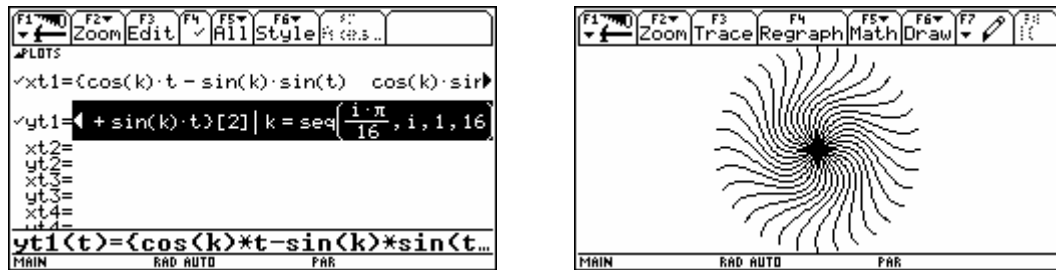 F1 F2 F3 F4 F5 F6
Zoom Edit ✓ All Style
PLOTS
✓xt1={cos(k)·t-sin(k)·sin(t) cos(k)·sin
✓yt1= +sin(k)·t}[2]|k=seq(i·π/16,i,1,16
xt2=
yt2=
xt3=
yt3=
xt4=
yt1(t)={cos(k)*t-sin(k)*sin(t…
MAIN RAD AUTO PAR
F1 F2 F3 F4 F5 F6 F7
Zoom Trace Regraph Math Draw
MAIN RAD AUTO PAR